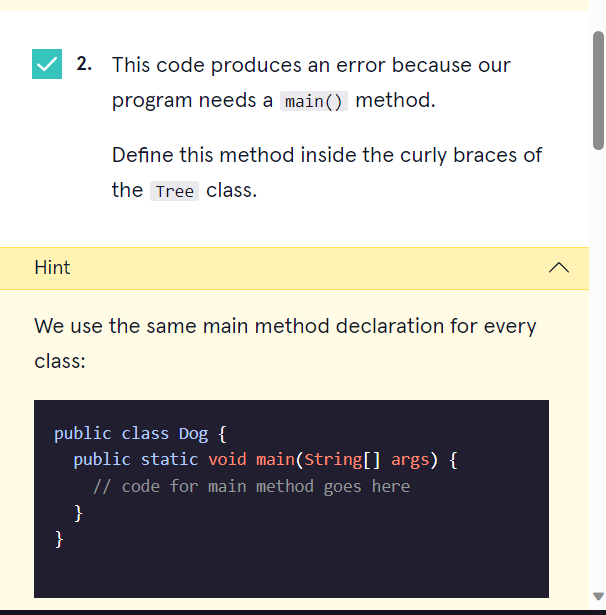 2. This code produces an error because our
program needs a main() method.
Define this method inside the curly braces of
the Tree class.
Hint
We use the same main method declaration for every
class:
public class Dog {
  public static void main(String[] args) {
    // code for main method goes here
  }
}